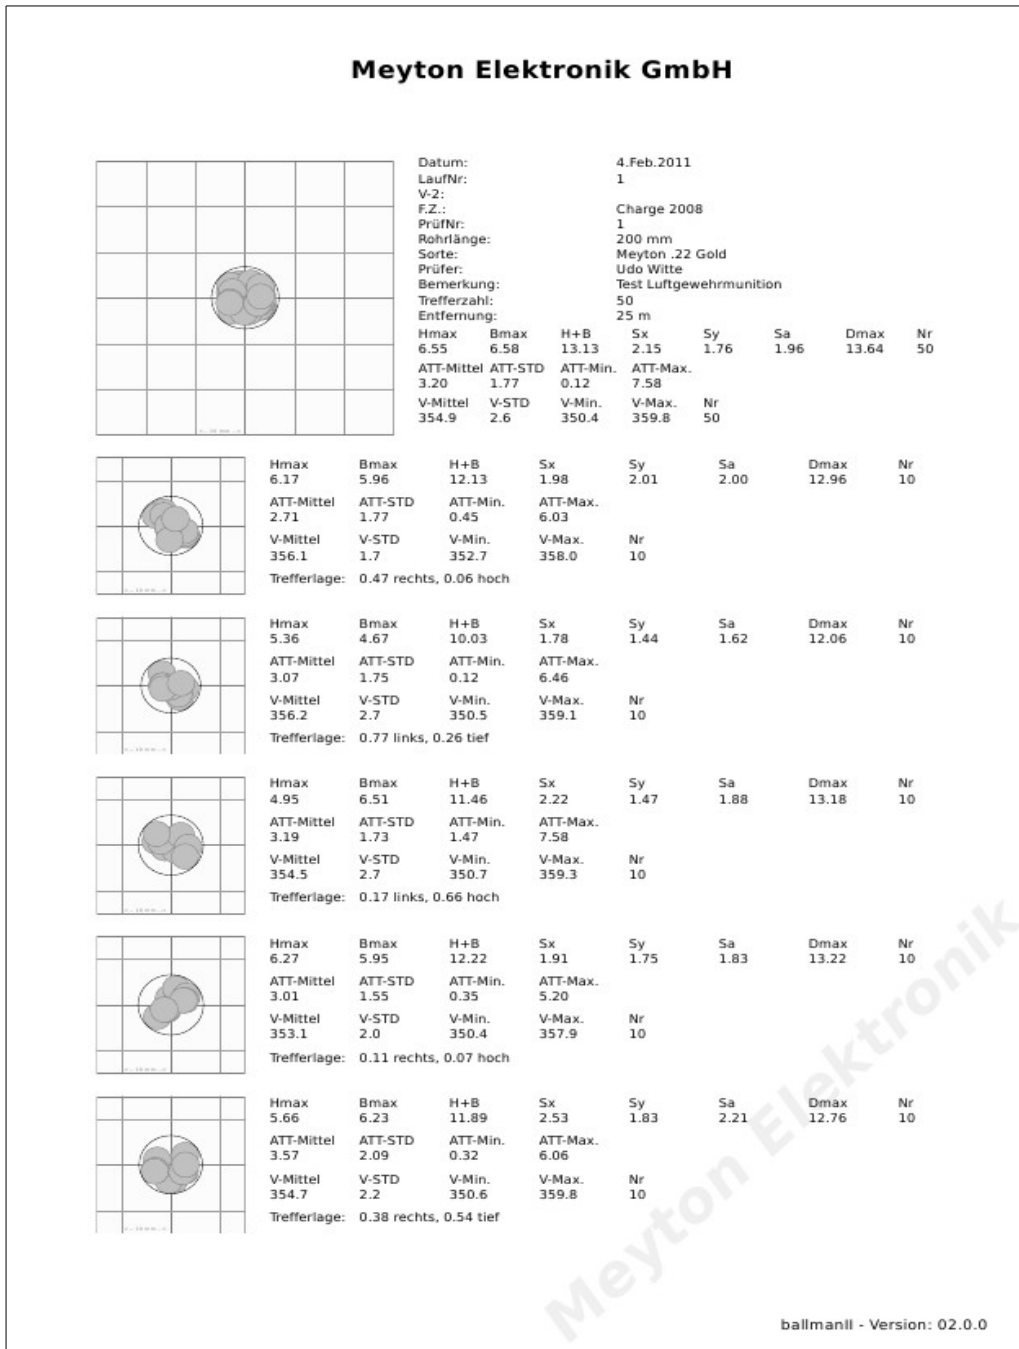 Meyton Elektronik GmbH
Datum: 4.Feb.2011
LaufNr: 1
V-2:
F.Z.: Charge 2008
PrüfNr: 1
Rohrlänge: 200 mm
Sorte: Meyton .22 Gold
Prüfer: Udo Witte
Bemerkung: Test Luftgewehrmunition
Trefferzahl: 50
Entfernung: 25 m
Hmax Bmax H+B Sx Sy Sa Dmax Nr
6.55 6.58 13.13 2.15 1.76 1.96 13.64 50
ATT-Mittel ATT-STD ATT-Min. ATT-Max.
3.20 1.77 0.12 7.58
V-Mittel V-STD V-Min. V-Max. Nr
354.9 2.6 350.4 359.8 50
Hmax Bmax H+B Sx Sy Sa Dmax Nr
6.17 5.96 12.13 1.98 2.01 2.00 12.96 10
ATT-Mittel ATT-STD ATT-Min. ATT-Max.
2.71 1.77 0.45 6.03
V-Mittel V-STD V-Min. V-Max. Nr
356.1 1.7 352.7 358.0 10
Trefferlage: 0.47 rechts, 0.06 hoch
Hmax Bmax H+B Sx Sy Sa Dmax Nr
5.36 4.67 10.03 1.78 1.44 1.62 12.06 10
ATT-Mittel ATT-STD ATT-Min. ATT-Max.
3.07 1.75 0.12 6.46
V-Mittel V-STD V-Min. V-Max. Nr
356.2 2.7 350.5 359.1 10
Trefferlage: 0.77 links, 0.26 tief
Hmax Bmax H+B Sx Sy Sa Dmax Nr
4.95 6.51 11.46 2.22 1.47 1.88 13.18 10
ATT-Mittel ATT-STD ATT-Min. ATT-Max.
3.19 1.73 1.47 7.58
V-Mittel V-STD V-Min. V-Max. Nr
354.5 2.7 350.7 359.3 10
Trefferlage: 0.17 links, 0.66 hoch
Hmax Bmax H+B Sx Sy Sa Dmax Nr
6.27 5.95 12.22 1.91 1.75 1.83 13.22 10
ATT-Mittel ATT-STD ATT-Min. ATT-Max.
3.01 1.55 0.35 5.20
V-Mittel V-STD V-Min. V-Max. Nr
353.1 2.0 350.4 357.9 10
Trefferlage: 0.11 rechts, 0.07 hoch
Hmax Bmax H+B Sx Sy Sa Dmax Nr
5.66 6.23 11.89 2.53 1.83 2.21 12.76 10
ATT-Mittel ATT-STD ATT-Min. ATT-Max.
3.57 2.09 0.32 6.06
V-Mittel V-STD V-Min. V-Max. Nr
354.7 2.2 350.6 359.8 10
Trefferlage: 0.38 rechts, 0.54 tief
Meyton Elektronik
ballmanII - Version: 02.0.0